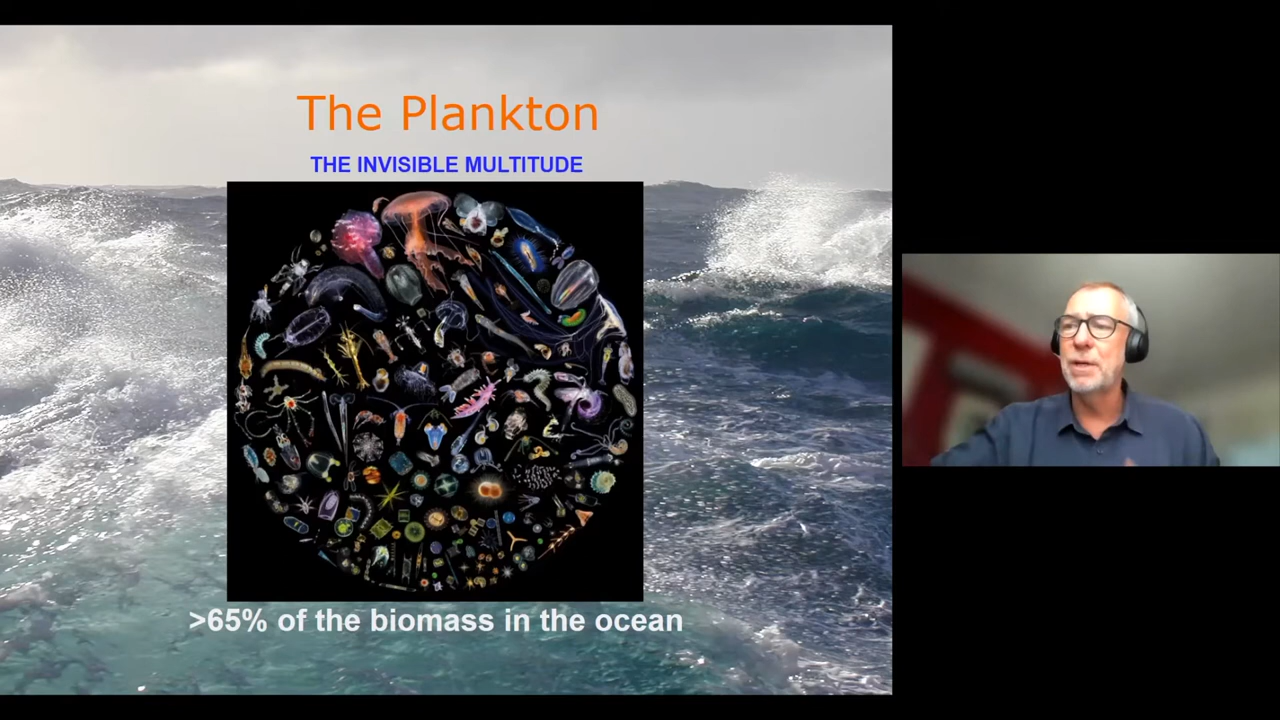 The Plankton
THE INVISIBLE MULTITUDE
>65% of the biomass in the ocean